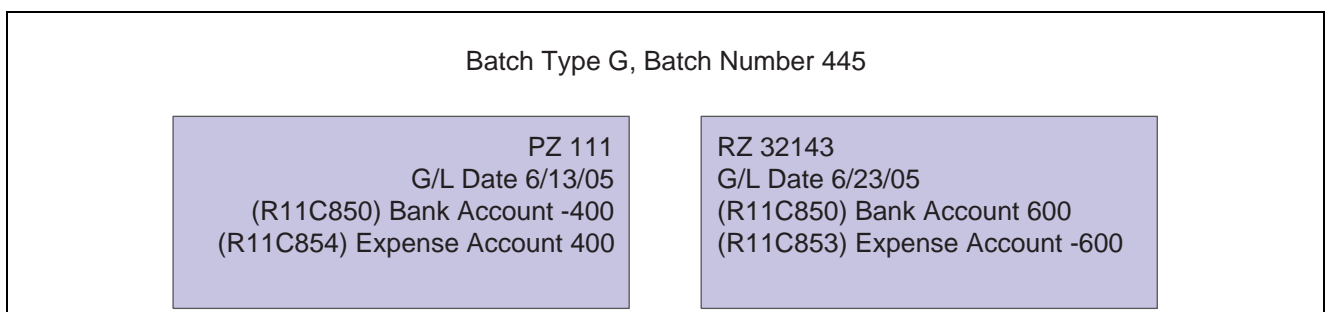 Batch Type G, Batch Number 445
PZ 111
G/L Date 6/13/05
(R11C850) Bank Account -400
(R11C854) Expense Account 400
RZ 32143
G/L Date 6/23/05
(R11C850) Bank Account 600
(R11C853) Expense Account -600